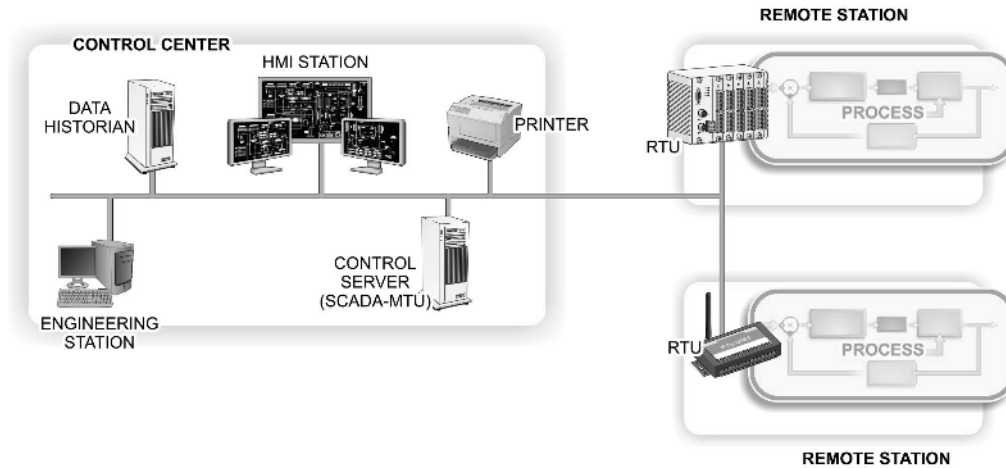 REMOTE STATION
CONTROL CENTER
HMI STATION
DATA
HISTORIAN
PRINTER
RTU
PROCESS
CONTROL
SERVER
(SCADA-MTÚ)
ENGINEERING
STATION
RTU
PROCESS
REMOTE STATION